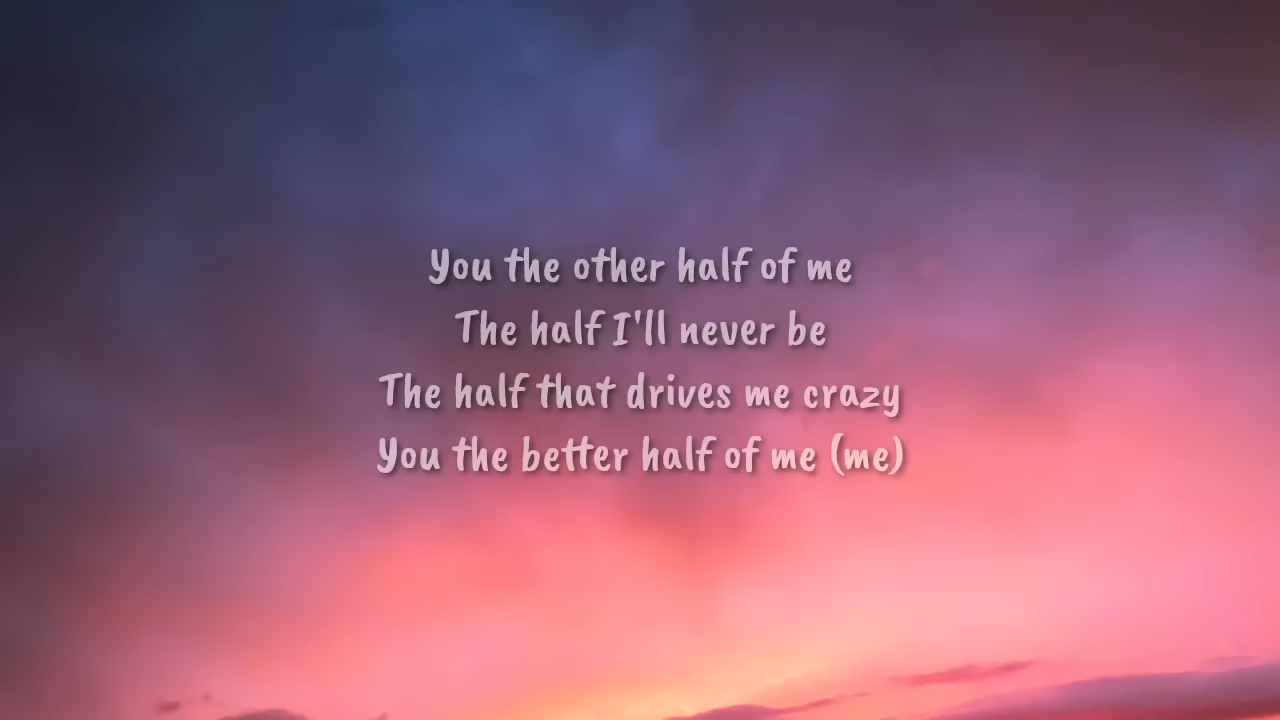 You the other half of me
The half I'll never be
The half that drives me crazy
You the better half of me (me)